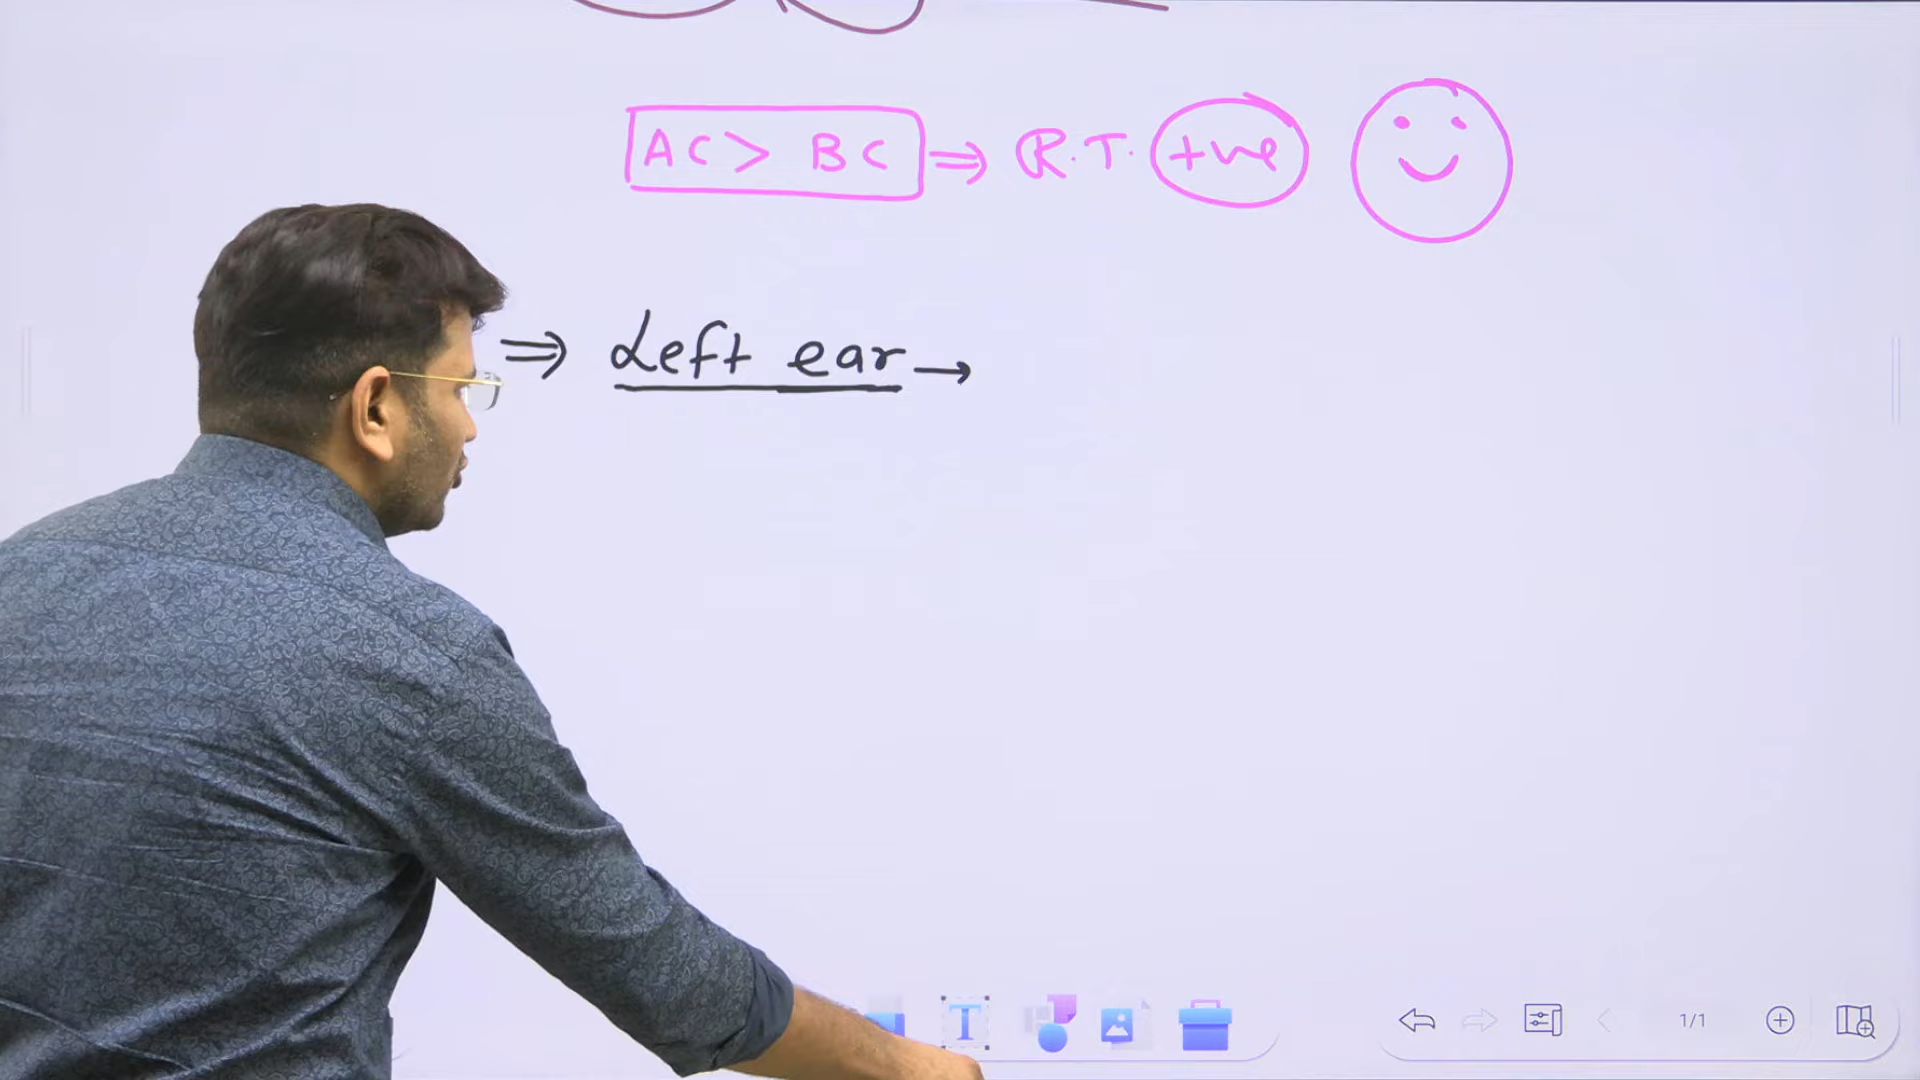 AC > BC ⇒ R.T. +ve
⇒ Left ear →
T
1/1